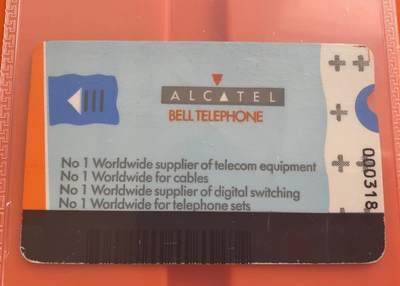 ALCATEL
BELL TELEPHONE
No 1 Worldwide supplier of telecom equipment
No 1 Worldwide for cables
No 1 Worldwide supplier of digital switching
No 1 Worldwide for telephone sets
000318